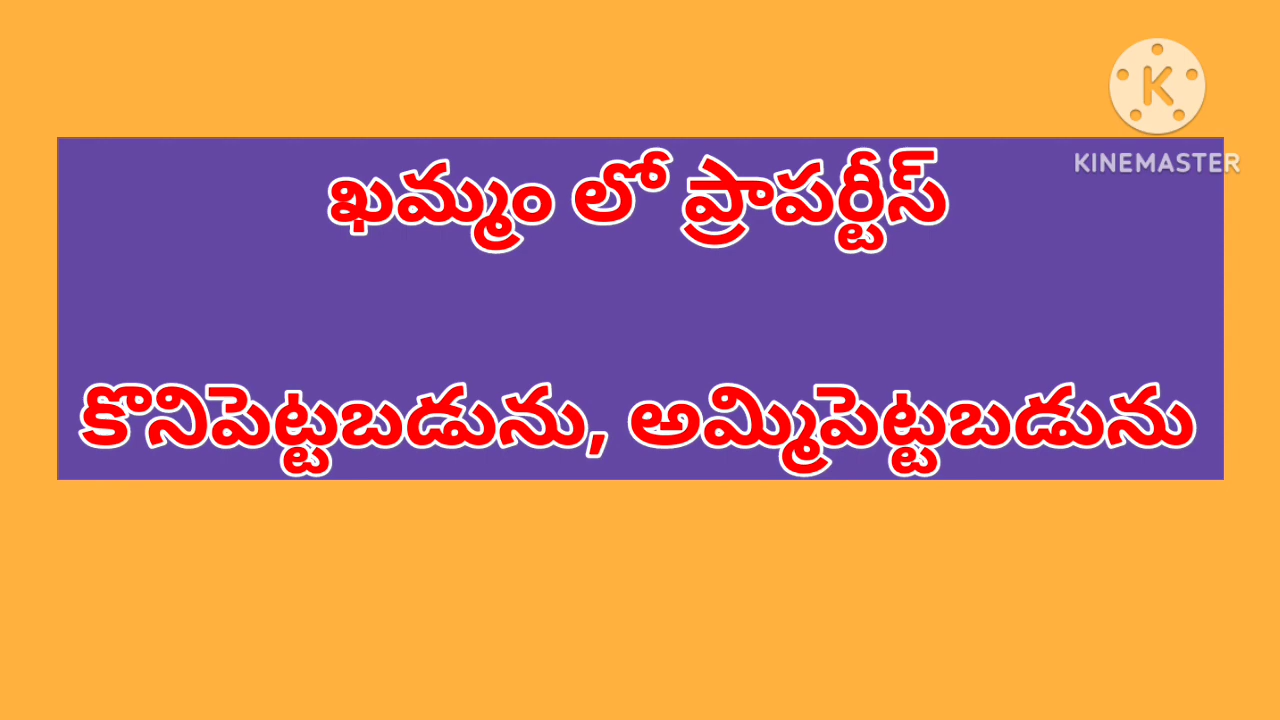 KINEMASTER
ఖమ్మం లో ప్రాపర్టీస్
కొనిపెట్టబడును, అమ్మిపెట్టబడును